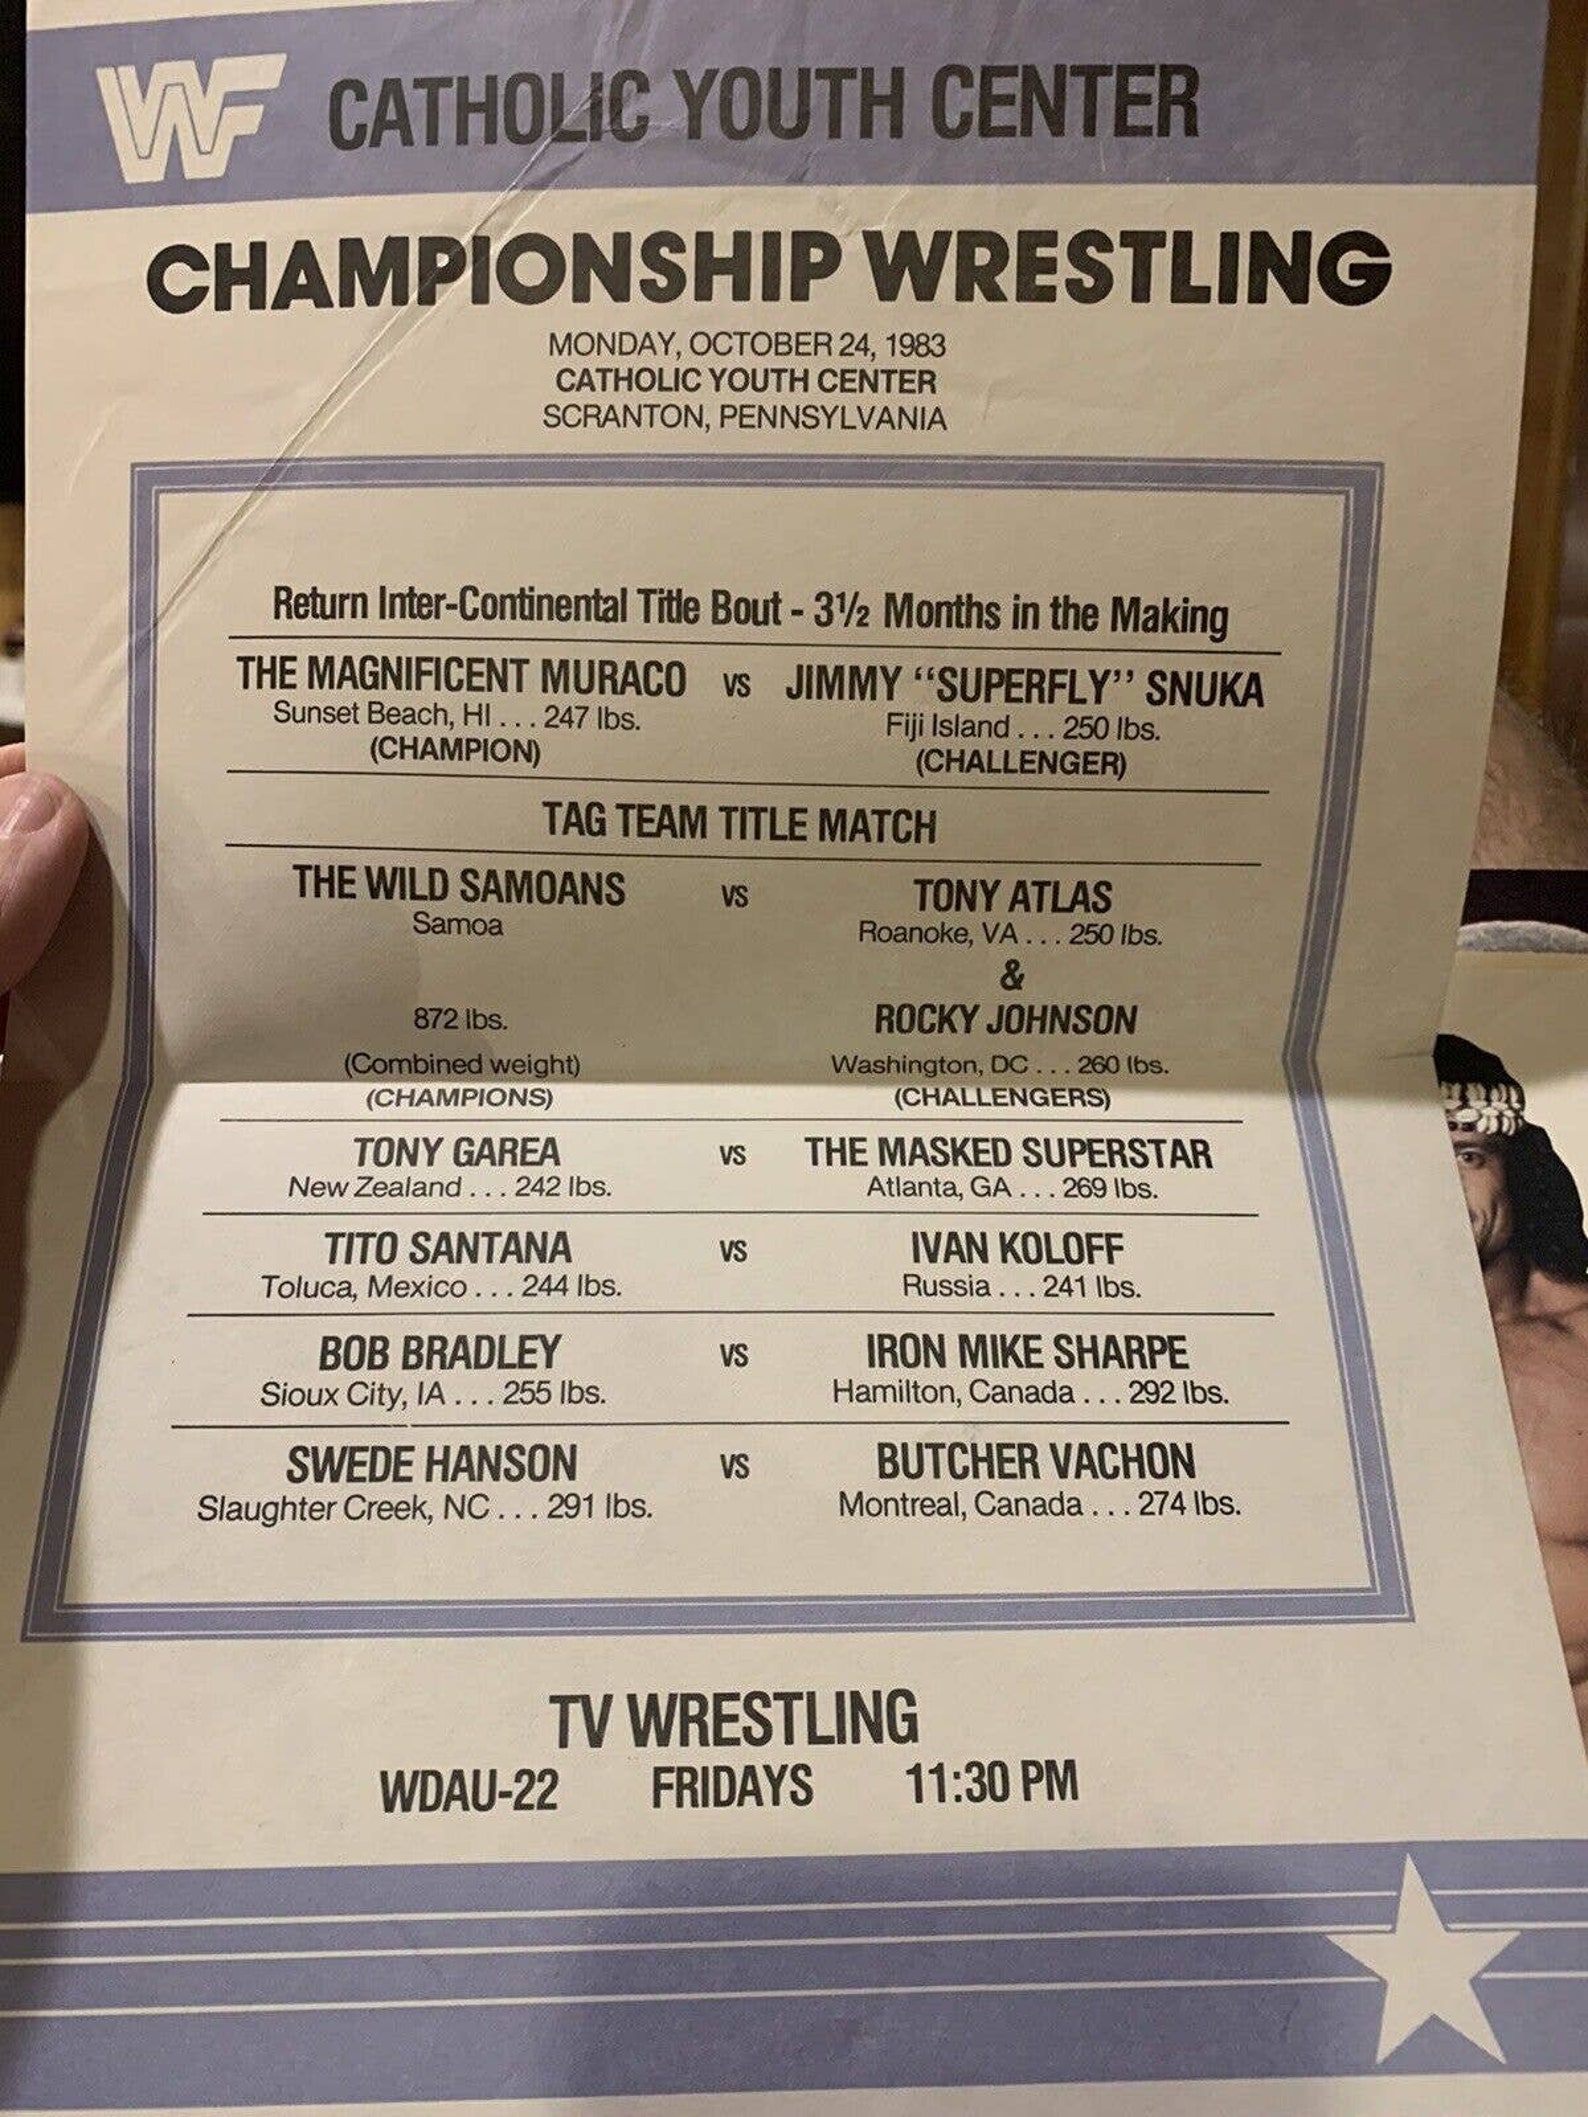 WF CATHOLIC YOUTH CENTER
CHAMPIONSHIP WRESTLING
MONDAY, OCTOBER 24, 1983
CATHOLIC YOUTH CENTER
SCRANTON, PENNSYLVANIA
Return Inter-Continental Title Bout - 3½ Months in the Making
THE MAGNIFICENT MURACO vs JIMMY "SUPERFLY" SNUKA
Sunset Beach, HI . . . 247 lbs. Fiji Island . . . 250 lbs.
(CHAMPION) (CHALLENGER)
TAG TEAM TITLE MATCH
THE WILD SAMOANS vs TONY ATLAS
Samoa Roanoke, VA . . . 250 lbs.
&
872 lbs. ROCKY JOHNSON
(Combined weight) Washington, DC . . . 260 lbs.
(CHAMPIONS) (CHALLENGERS)
TONY GAREA vs THE MASKED SUPERSTAR
New Zealand . . . 242 lbs. Atlanta, GA . . . 269 lbs.
TITO SANTANA vs IVAN KOLOFF
Toluca, Mexico . . . 244 lbs. Russia . . . 241 lbs.
BOB BRADLEY vs IRON MIKE SHARPE
Sioux City, IA . . . 255 lbs. Hamilton, Canada . . . 292 lbs.
SWEDE HANSON vs BUTCHER VACHON
Slaughter Creek, NC . . . 291 lbs. Montreal, Canada . . . 274 lbs.
TV WRESTLING
WDAU-22 FRIDAYS 11:30 PM